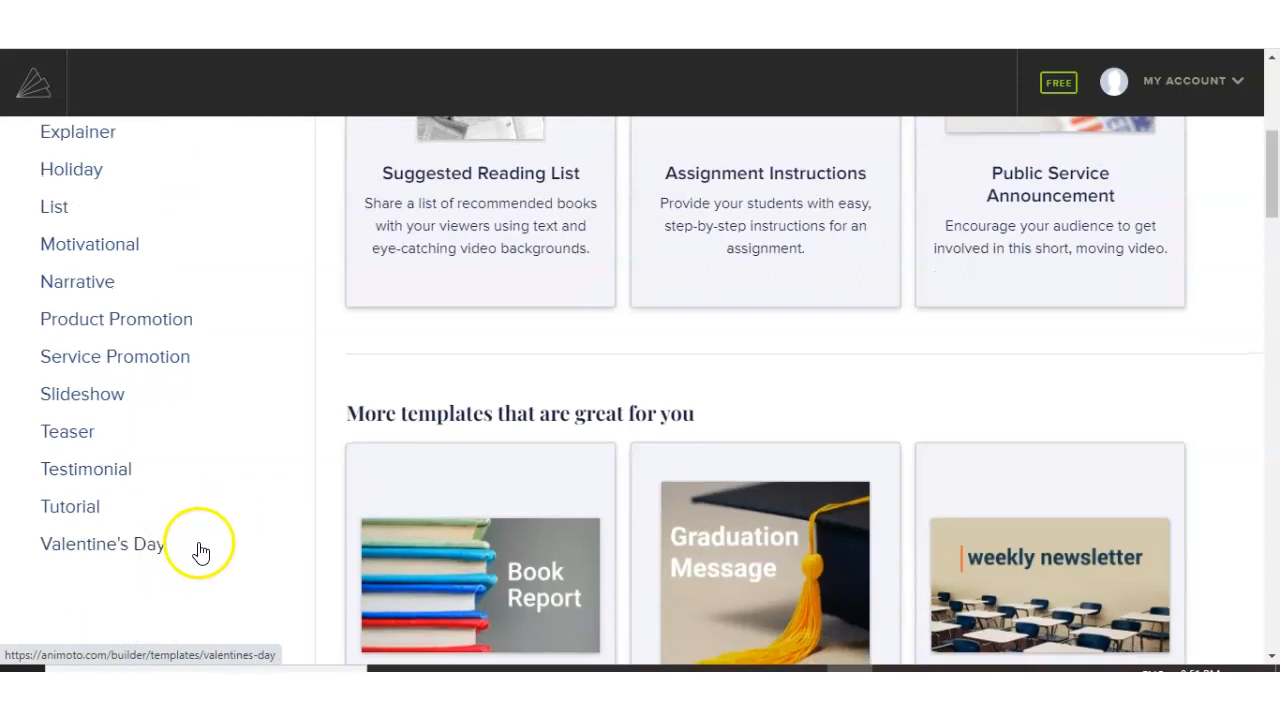 FREE
MY ACCOUNT
Explainer
Holiday
List
Motivational
Narrative
Product Promotion
Service Promotion
Slideshow
Teaser
Testimonial
Tutorial
Valentine's Day
Suggested Reading List
Share a list of recommended books
with your viewers using text and
eye-catching video backgrounds.
Assignment Instructions
Provide your students with easy,
step-by-step instructions for an
assignment.
Public Service
Announcement
Encourage your audience to get
involved in this short, moving video.
More templates that are great for you
Book
Report
Graduation
Message
weekly newsletter
https://animoto.com/builder/templates/valentines-day